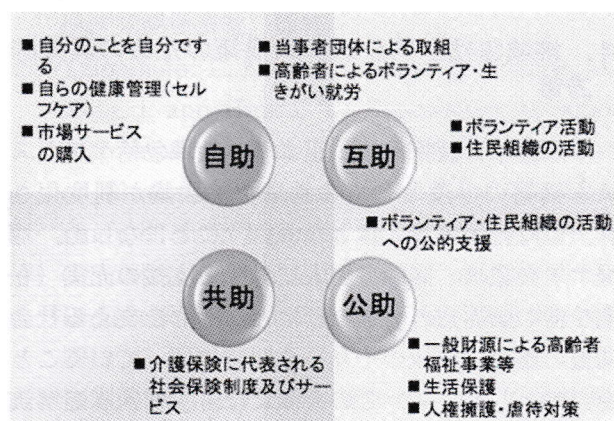 ■自分のことを自分です
る
■自らの健康管理(セル
フケア)
■市場サービス
の購入
■当事者団体による取組
■高齢者によるボランティア・生
きがい就労
自助
互助
■ボランティア活動
■住民組織の活動
■ボランティア・住民組織の活動
への公的支援
共助
公助
■介護保険に代表される
社会保険制度及びサー
ビス
■一般財源による高齢者
福祉事業等
■生活保護
■人権擁護・虐待対策